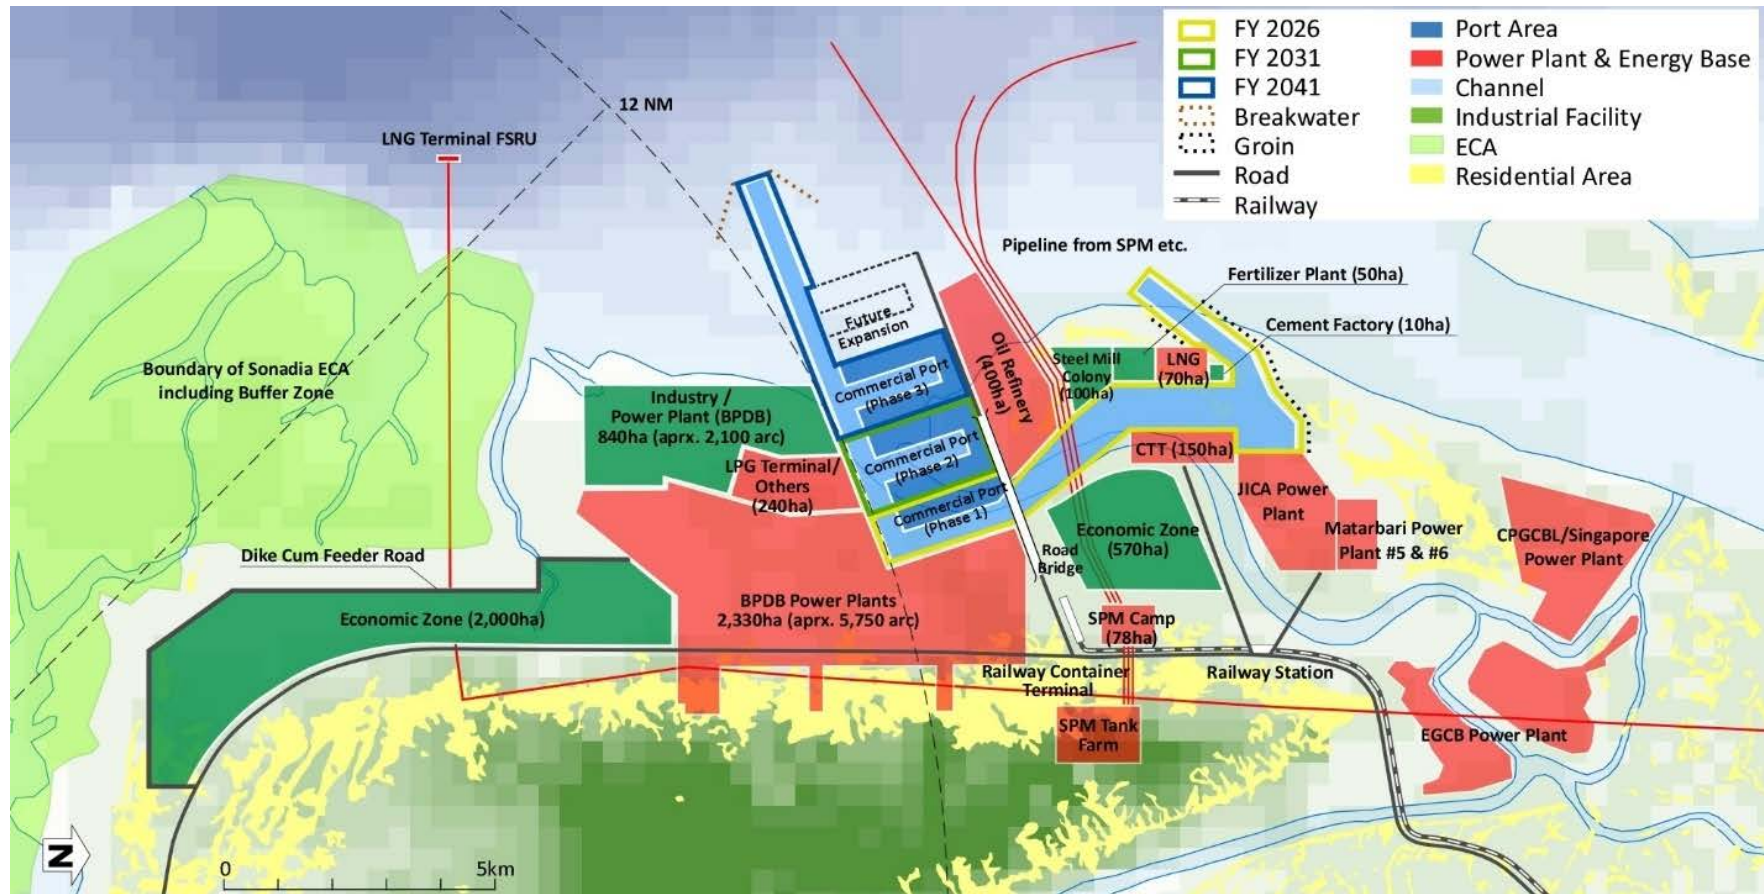 FY 2026
FY 2031
FY 2041
Breakwater
Groin
Road
Railway
Port Area
Power Plant & Energy Base
Channel
Industrial Facility
ECA
Residential Area
12 NM
LNG Terminal FSRU
Pipeline from SPM etc.
Fertilizer Plant (50ha)
Cement Factory (10ha)
Future
Expansion
Oil Refinery
(400ha)
Steel Mill
Colony
(100ha)
LNG
(70ha)
Boundary of Sonadia ECA
including Buffer Zone
Commercial Port
(Phase 3)
Industry /
Power Plant (BPDB)
840ha (aprx. 2,100 arc)
Commercial Port
(Phase 2)
CTT (150ha)
LPG Terminal/
Others
(240ha)
Commercial Port
(Phase 1)
JICA Power
Plant
Matarbari Power
Plant #5 & #6
CPGCBL/Singapore
Power Plant
Economic Zone
(570ha)
Road
Bridge
Dike Cum Feeder Road
Economic Zone (2,000ha)
BPDB Power Plants
2,330ha (aprx. 5,750 arc)
SPM Camp
(78ha)
Railway Container
Terminal
Railway Station
SPM Tank
Farm
EGCB Power Plant
N
0
5km